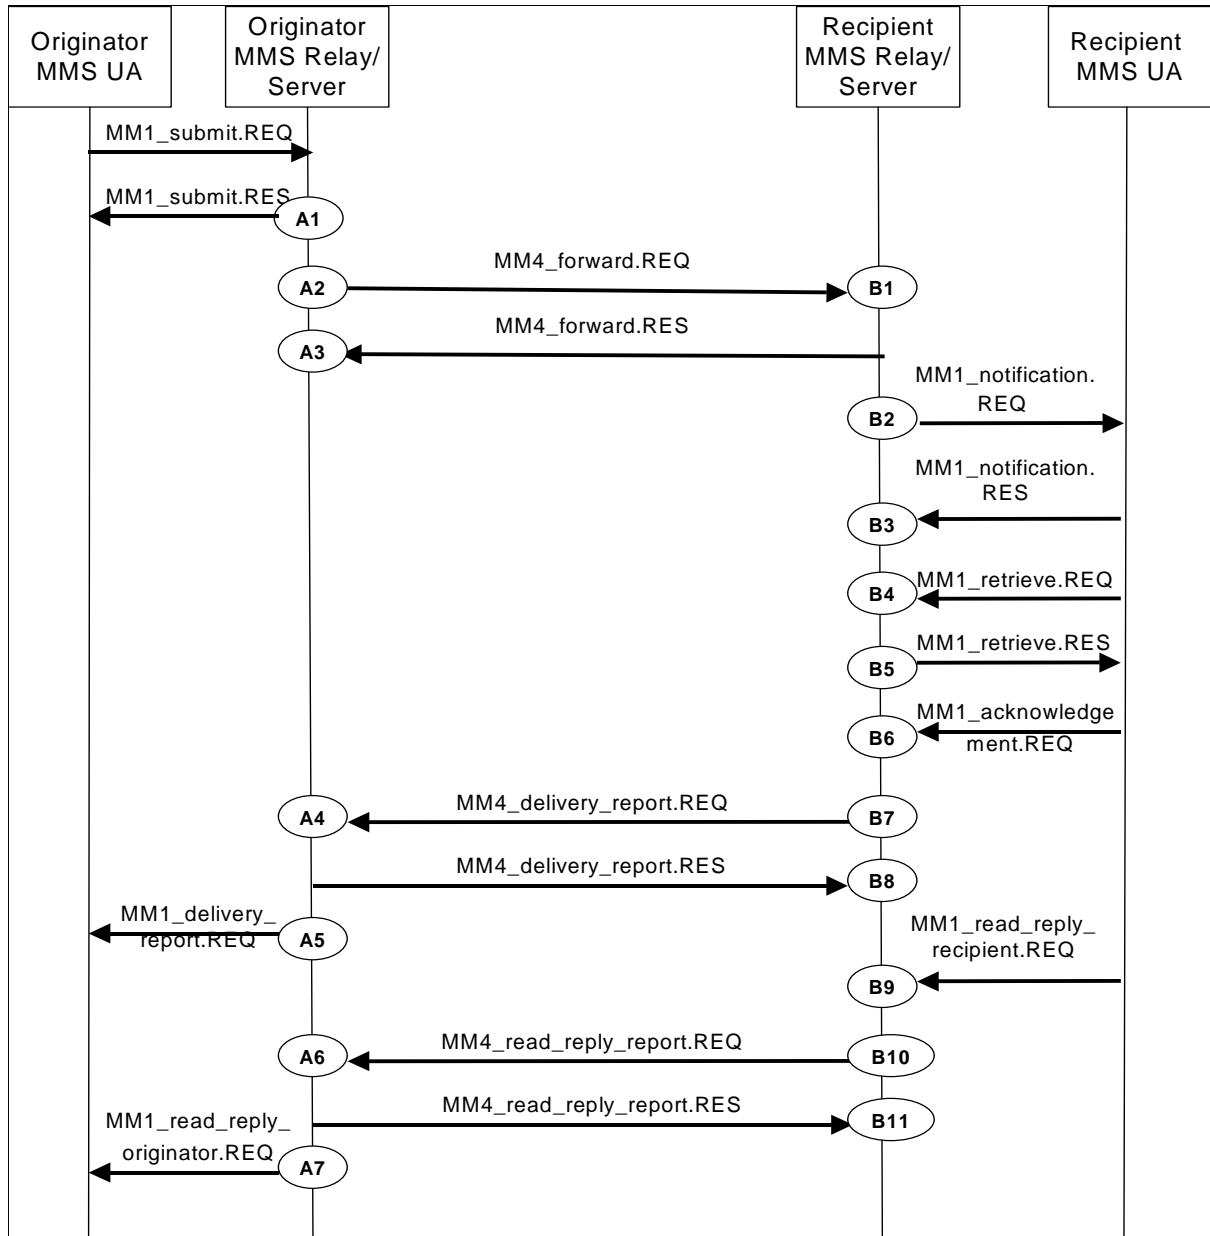 Originator
MMS UA
Originator
MMS Relay/
Server
Recipient
MMS Relay/
Server
Recipient
MMS UA
MM1_submit.REQ
MM1_submit.RES
A1
MM4_forward.REQ
A2
B1
MM4_forward.RES
A3
MM1_notification.
REQ
B2
MM1_notification.
RES
B3
MM1_retrieve.REQ
B4
MM1_retrieve.RES
B5
MM1_acknowledge
ment.REQ
B6
MM4_delivery_report.REQ
A4
B7
MM4_delivery_report.RES
B8
MM1_delivery_
report.REQ
A5
MM1_read_reply_
recipient.REQ
B9
MM4_read_reply_report.REQ
A6
B10
MM4_read_reply_report.RES
B11
MM1_read_reply_
originator.REQ
A7